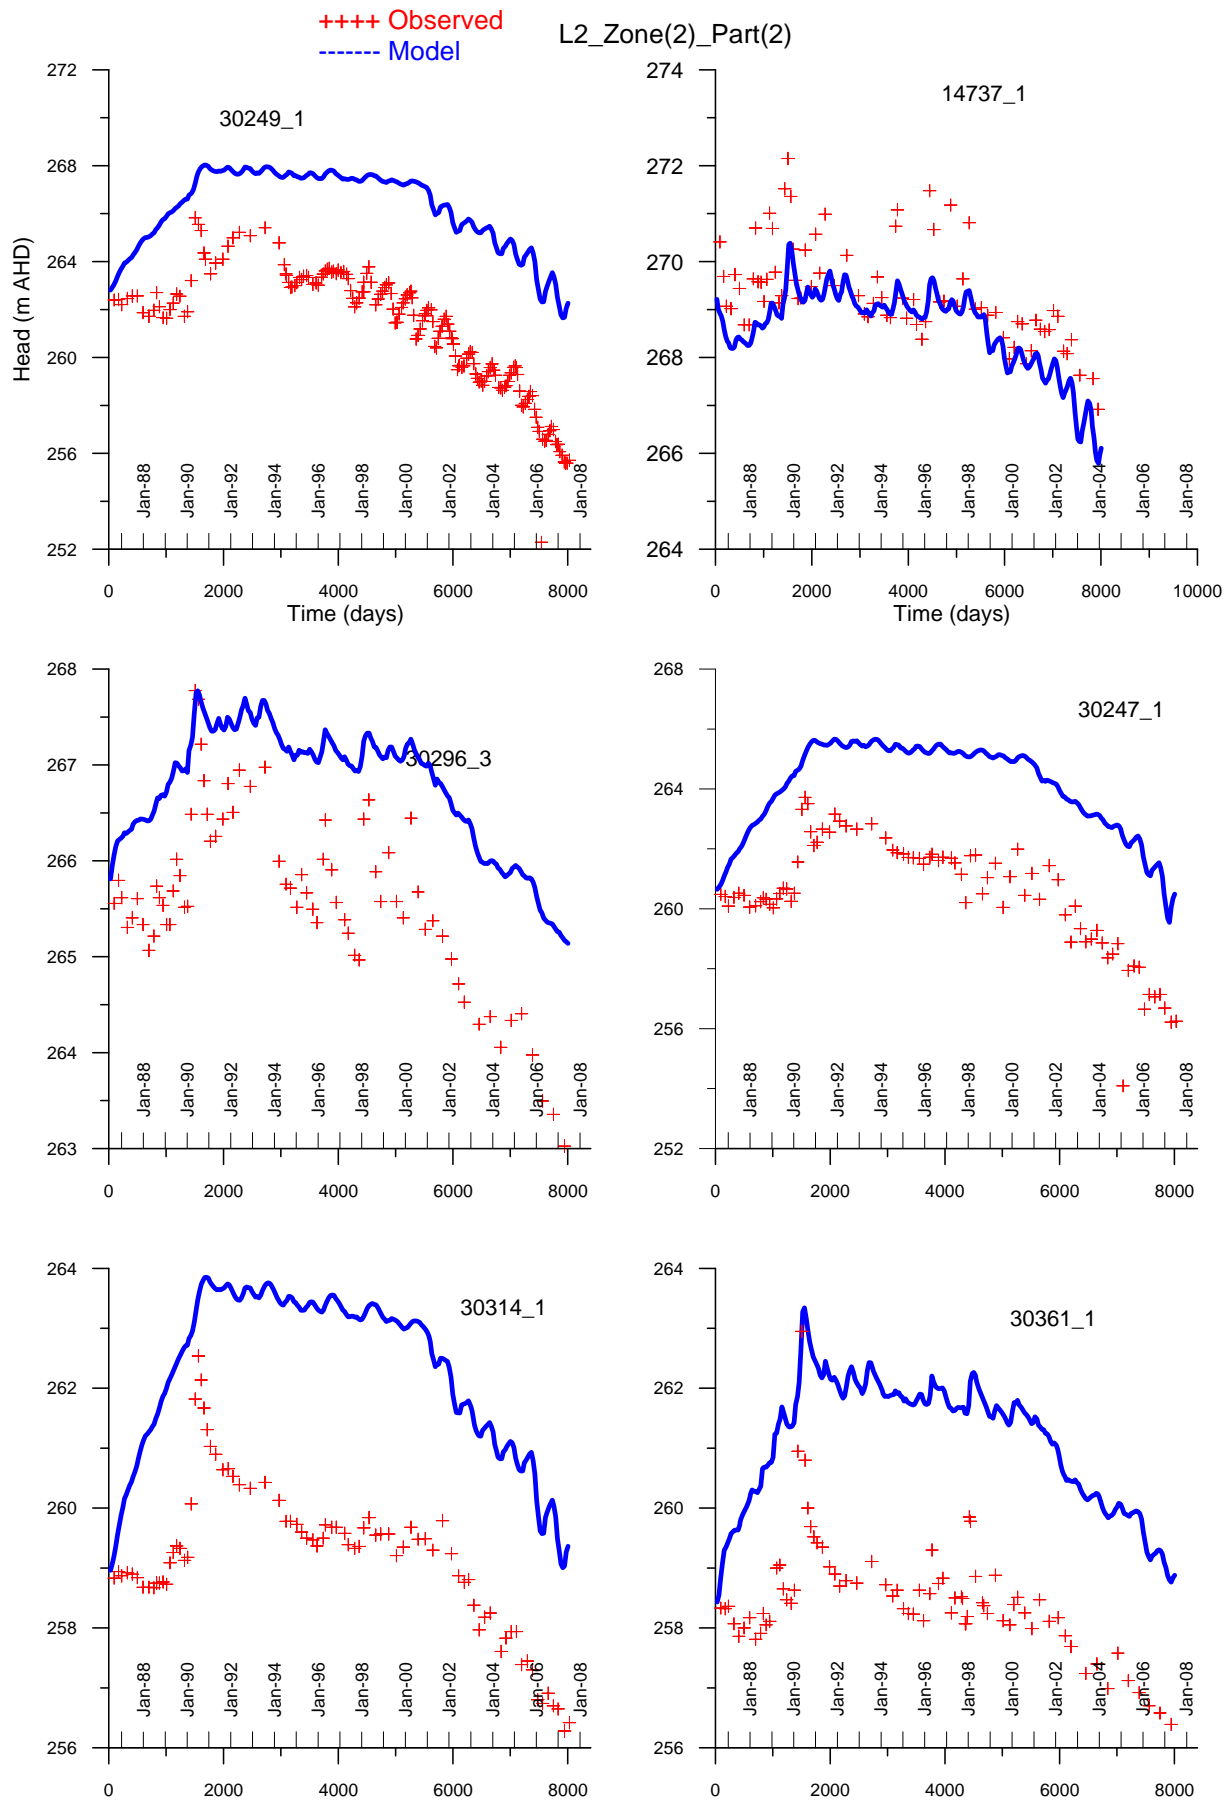 ++++ Observed
L2_Zone(2)_Part(2)
------- Model
272
268
264
260
256
252
Head (m AHD)
30249_1
Jan-88 Jan-90 Jan-92 Jan-94 Jan-96 Jan-98 Jan-00 Jan-02 Jan-04 Jan-06 Jan-08
0 2000 4000 6000 8000
Time (days)
274
272
270
268
266
264
14737_1
Jan-88 Jan-90 Jan-92 Jan-94 Jan-96 Jan-98 Jan-00 Jan-02 Jan-04 Jan-06 Jan-08
0 2000 4000 6000 8000 10000
Time (days)
268
267
266
265
264
263
30296_3
Jan-88 Jan-90 Jan-92 Jan-94 Jan-96 Jan-98 Jan-00 Jan-02 Jan-04 Jan-06 Jan-08
0 2000 4000 6000 8000
268
264
260
256
252
30247_1
Jan-88 Jan-90 Jan-92 Jan-94 Jan-96 Jan-98 Jan-00 Jan-02 Jan-04 Jan-06 Jan-08
0 2000 4000 6000 8000
264
262
260
258
256
30314_1
Jan-88 Jan-90 Jan-92 Jan-94 Jan-96 Jan-98 Jan-00 Jan-02 Jan-04 Jan-06 Jan-08
0 2000 4000 6000 8000
264
262
260
258
256
30361_1
Jan-88 Jan-90 Jan-92 Jan-94 Jan-96 Jan-98 Jan-00 Jan-02 Jan-04 Jan-06 Jan-08
0 2000 4000 6000 8000